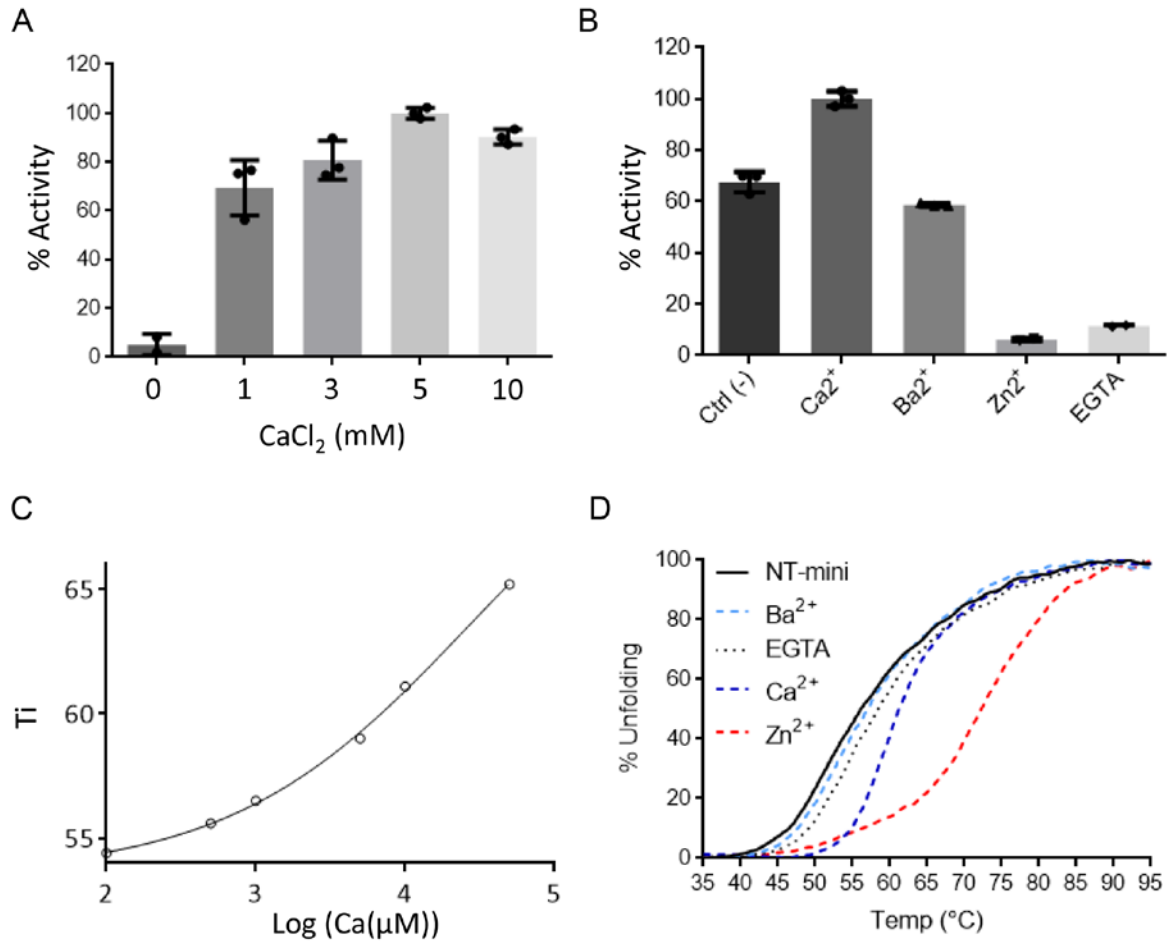 A
120
100
80
60
40
20
0
% Activity
0 1 3 5 10
CaCl₂ (mM)
B
120
100
80
60
40
20
0
% Activity
Ctrl (-) Ca2⁺ Ba2⁺ Zn2⁺ EGTA
C
65
60
55
Ti
2 3 4 5
Log (Ca(μM))
D
100
80
60
40
20
0
% Unfolding
NT-mini
Ba²⁺
EGTA
Ca²⁺
Zn²⁺
35 40 45 50 55 60 65 70 75 80 85 90 95
Temp (°C)